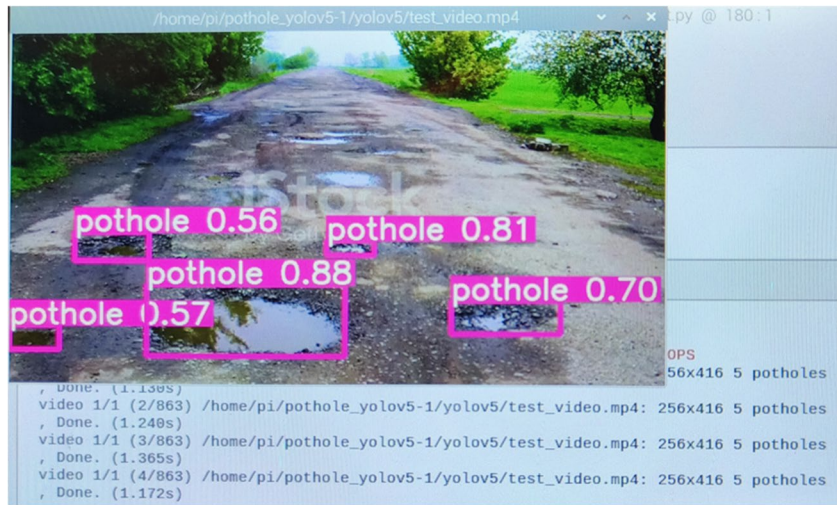 /home/pi/pothole_yolov5-1/yolov5/test_video.mp4
.py @ 180:1
iStock
pothole 0.56
pothole 0.81
pothole 0.88
pothole 0.70
pothole 0.57
OPS
56x416 5 potholes
, Done. (1.130s)
video 1/1 (2/863) /home/pi/pothole_yolov5-1/yolov5/test_video.mp4: 256x416 5 potholes
, Done. (1.240s)
video 1/1 (3/863) /home/pi/pothole_yolov5-1/yolov5/test_video.mp4: 256x416 5 potholes
, Done. (1.365s)
video 1/1 (4/863) /home/pi/pothole_yolov5-1/yolov5/test_video.mp4: 256x416 5 potholes
, Done. (1.172s)